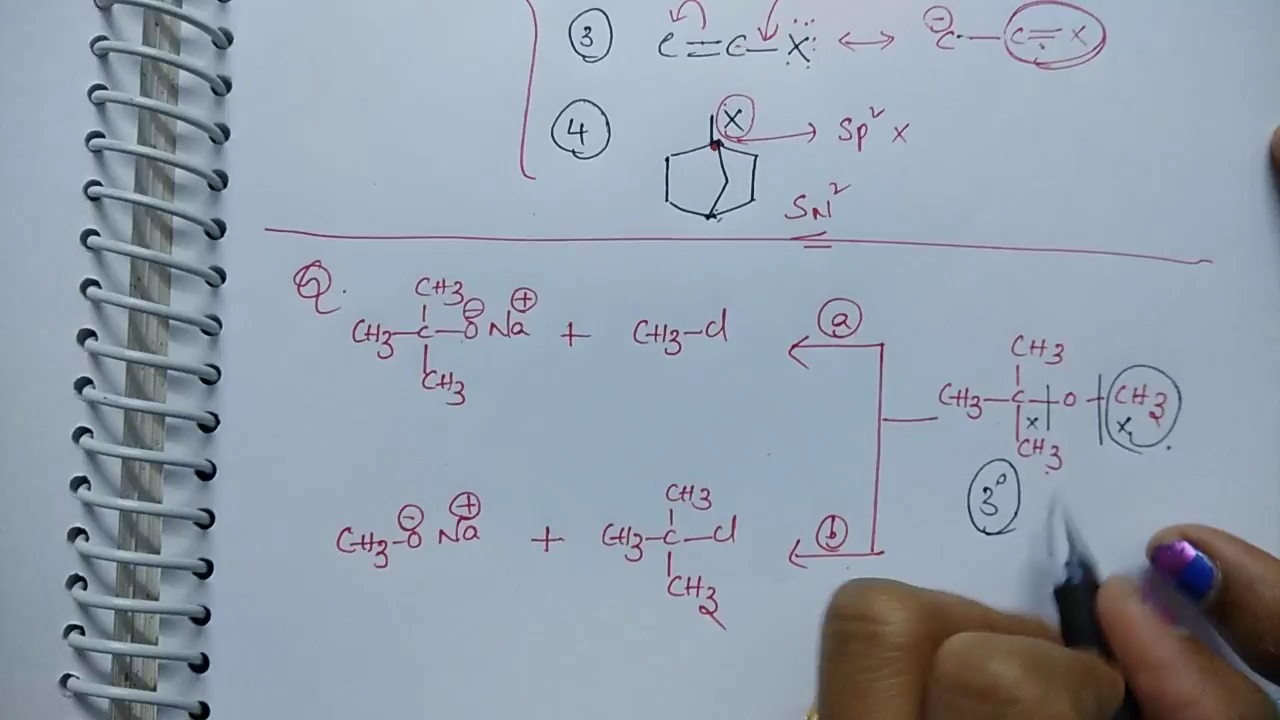 3 C=C-X: ↔ ⊖C-C=X
4 X → Sp² X
SN²
Q. CH3-C(CH3)(CH3)-O⊖ Na⊕ + CH3-Cl ← a
CH3-C(CH3)(CH3)-O-CH3
x x
3°
CH3-O⊖ Na⊕ + CH3-C(CH3)(CH3)-Cl ← b